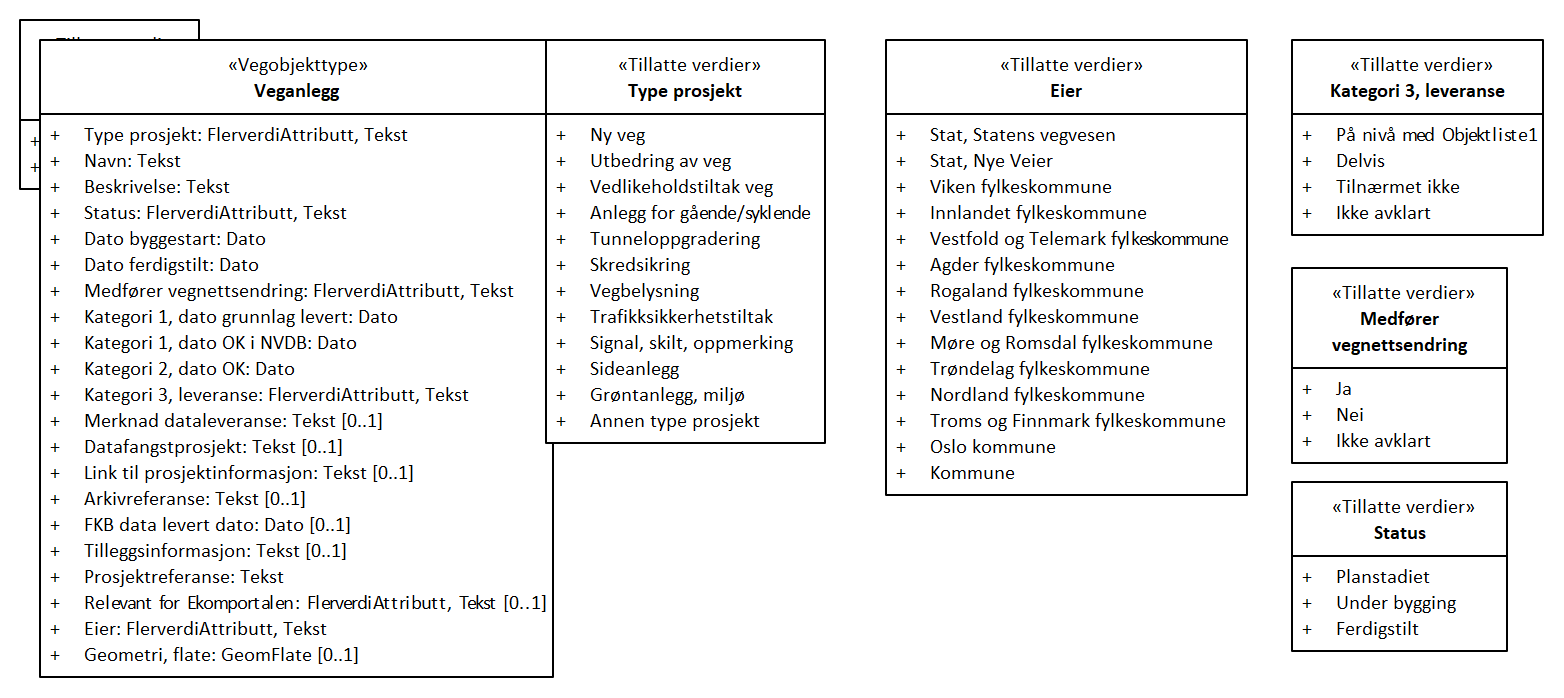 «Vegobjekttype»
Veganlegg
+ Type prosjekt: FlerverdiAttributt, Tekst
+ Navn: Tekst
+ Beskrivelse: Tekst
+ Status: FlerverdiAttributt, Tekst
+ Dato byggestart: Dato
+ Dato ferdigstilt: Dato
+ Medfører vegnettsendring: FlerverdiAttributt, Tekst
+ Kategori 1, dato grunnlag levert: Dato
+ Kategori 1, dato OK i NVDB: Dato
+ Kategori 2, dato OK: Dato
+ Kategori 3, leveranse: FlerverdiAttributt, Tekst
+ Merknad dataleveranse: Tekst [0..1]
+ Datafangstprosjekt: Tekst [0..1]
+ Link til prosjektinformasjon: Tekst [0..1]
+ Arkivreferanse: Tekst [0..1]
+ FKB data levert dato: Dato [0..1]
+ Tilleggsinformasjon: Tekst [0..1]
+ Prosjektreferanse: Tekst
+ Relevant for Ekomportalen: FlerverdiAttributt, Tekst [0..1]
+ Eier: FlerverdiAttributt, Tekst
+ Geometri, flate: GeomFlate [0..1]
+
+
«Tillatte verdier»
Type prosjekt
+ Ny veg
+ Utbedring av veg
+ Vedlikeholdstiltak veg
+ Anlegg for gående/syklende
+ Tunneloppgradering
+ Skredsikring
+ Vegbelysning
+ Trafikksikkerhetstiltak
+ Signal, skilt, oppmerking
+ Sideanlegg
+ Grøntanlegg, miljø
+ Annen type prosjekt
«Tillatte verdier»
Eier
+ Stat, Statens vegvesen
+ Stat, Nye Veier
+ Viken fylkeskommune
+ Innlandet fylkeskommune
+ Vestfold og Telemark fylkeskommune
+ Agder fylkeskommune
+ Rogaland fylkeskommune
+ Vestland fylkeskommune
+ Møre og Romsdal fylkeskommune
+ Trøndelag fylkeskommune
+ Nordland fylkeskommune
+ Troms og Finnmark fylkeskommune
+ Oslo kommune
+ Kommune
«Tillatte verdier»
Kategori 3, leveranse
+ På nivå med Objektliste1
+ Delvis
+ Tilnærmet ikke
+ Ikke avklart
«Tillatte verdier»
Medfører
vegnettsendring
+ Ja
+ Nei
+ Ikke avklart
«Tillatte verdier»
Status
+ Planstadiet
+ Under bygging
+ Ferdigstilt